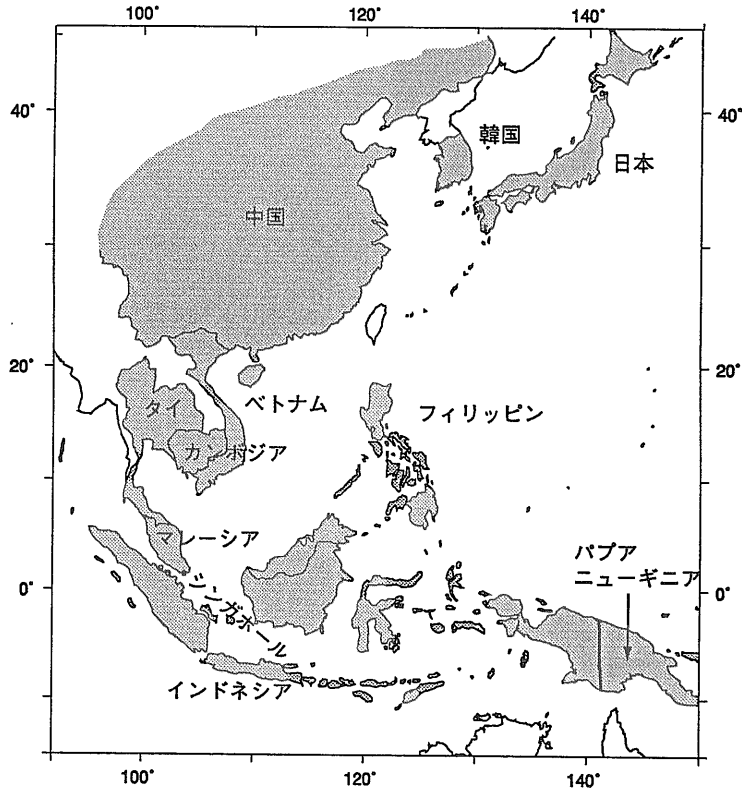 100° 120° 140°
40° 40°
韓国
日本
中国
20° 20°
ベトナム
フィリッピン
タイ
カンボジア
マレーシア
パプア
ニューギニア
0° 0°
シンガポール
インドネシア
100° 120° 140°